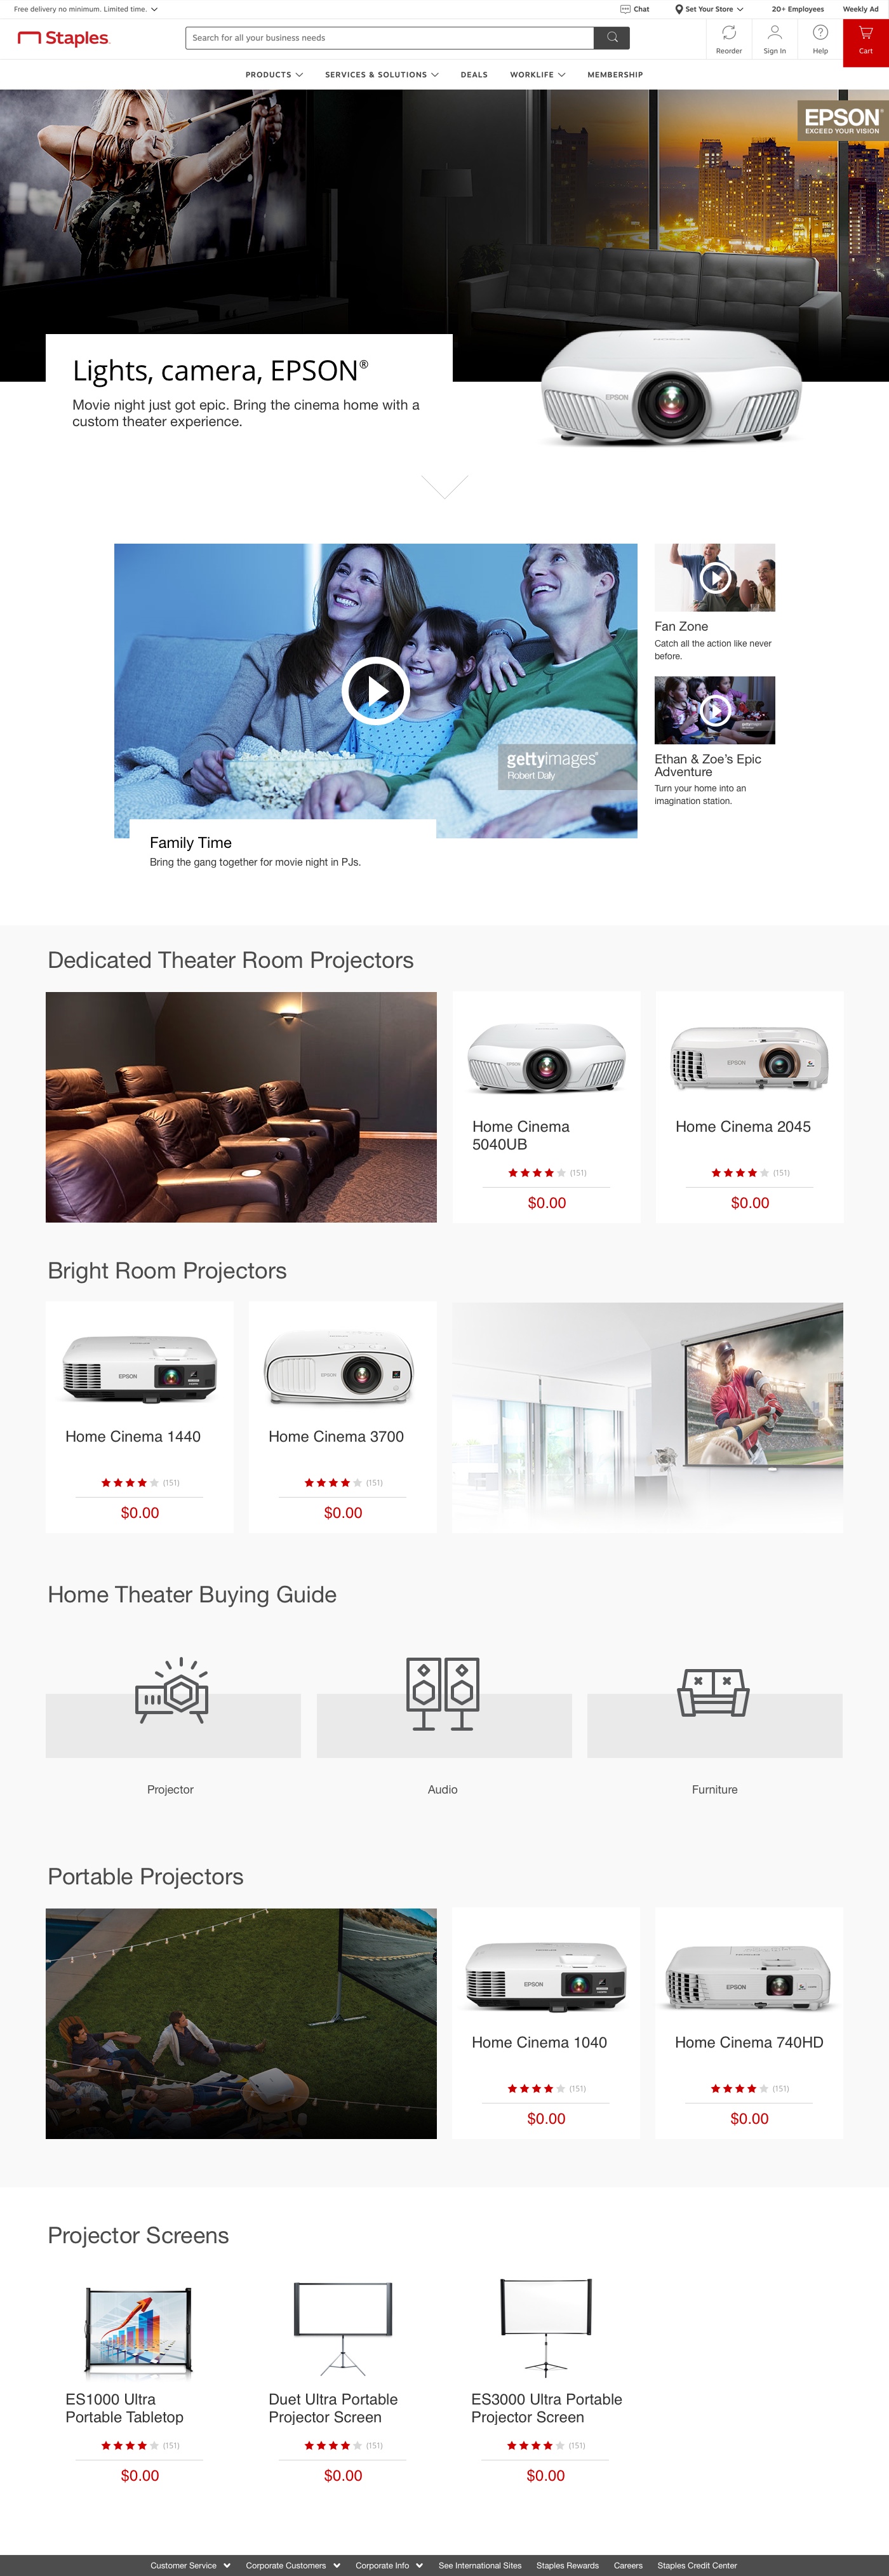 Free delivery no minimum. Limited time.
Chat
Set Your Store
20+ Employees
Weekly Ad
Staples
Search for all your business needs
Reorder
Sign In
Help
Cart
PRODUCTS
SERVICES & SOLUTIONS
DEALS
WORKLIFE
MEMBERSHIP
EPSON®
EXCEED YOUR VISION
Lights, camera, EPSON®
Movie night just got epic. Bring the cinema home with a
custom theater experience.
EPSON
gettyimages®
Robert Daly
Family Time
Bring the gang together for movie night in PJs.
Fan Zone
Catch all the action like never
before.
Ethan & Zoe's Epic
Adventure
Turn your home into an
imagination station.
Dedicated Theater Room Projectors
EPSON
Home Cinema
5040UB
(151)
$0.00
EPSON
Home Cinema 2045
(151)
$0.00
Bright Room Projectors
EPSON
Home Cinema 1440
(151)
$0.00
EPSON
Home Cinema 3700
(151)
$0.00
Home Theater Buying Guide
Projector
Audio
Furniture
Portable Projectors
EPSON
Home Cinema 1040
(151)
$0.00
EPSON
Home Cinema 740HD
(151)
$0.00
Projector Screens
ES1000 Ultra
Portable Tabletop
(151)
$0.00
Duet Ultra Portable
Projector Screen
(151)
$0.00
ES3000 Ultra Portable
Projector Screen
(151)
$0.00
Customer Service
Corporate Customers
Corporate Info
See International Sites
Staples Rewards
Careers
Staples Credit Center